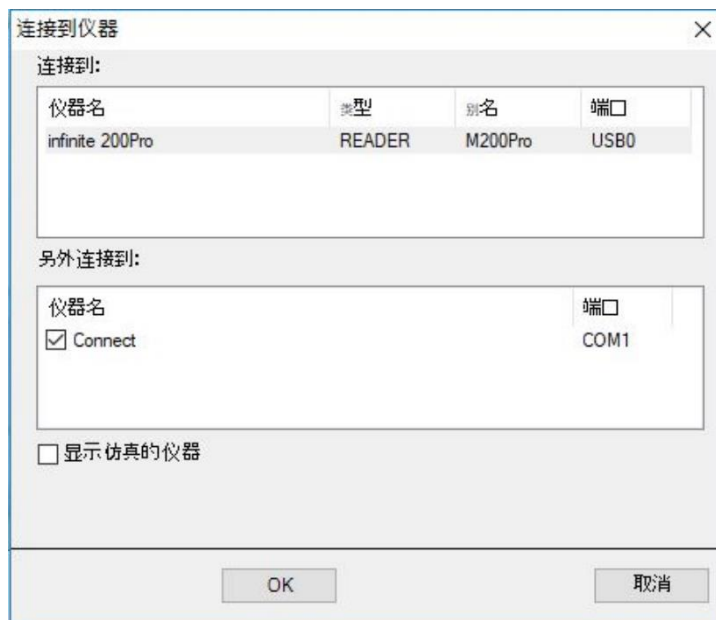 连接到仪器
连接到:
仪器名 类型 别名 端口
infinite 200Pro READER M200Pro USB0
另外连接到:
仪器名 端口
Connect COM1
显示仿真的仪器
OK 取消